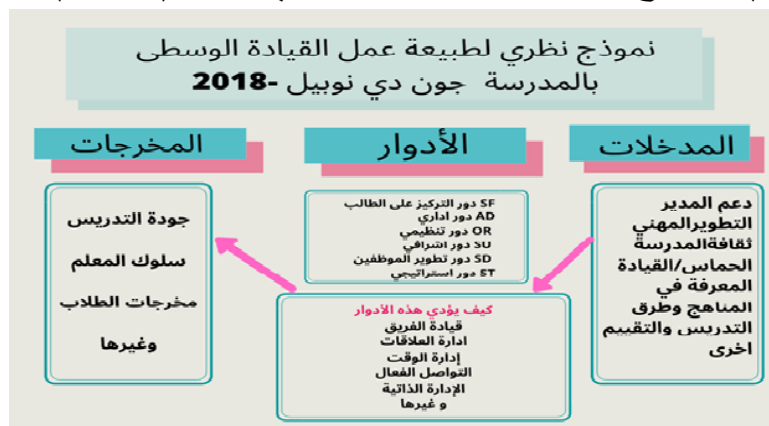 نموذج نظري لطبيعة عمل القيادة الوسطى
بالمدرسة جون دي نوبيل -2018
المدخلات
دعم المدير
التطويرالمهني
ثقافةالمدرسة
الحماس/القيادة
المعرفة في
المناهج وطرق
التدريس والتقييم
اخرى
الأدوار
SF دور التركيز على الطالب
AD دور اداري
OR دور تنظيمي
SU دور اشرافي
SD دور تطوير الموظفين
ST دور استراتيجي
كيف يؤدي هذه الأدوار
قيادة الفريق
ادارة العلاقات
إدارة الوقت
التواصل الفعال
الإدارة الذاتية
و غيرها
المخرجات
جودة التدريس
سلوك المعلم
مخرجات الطلاب
وغيرها